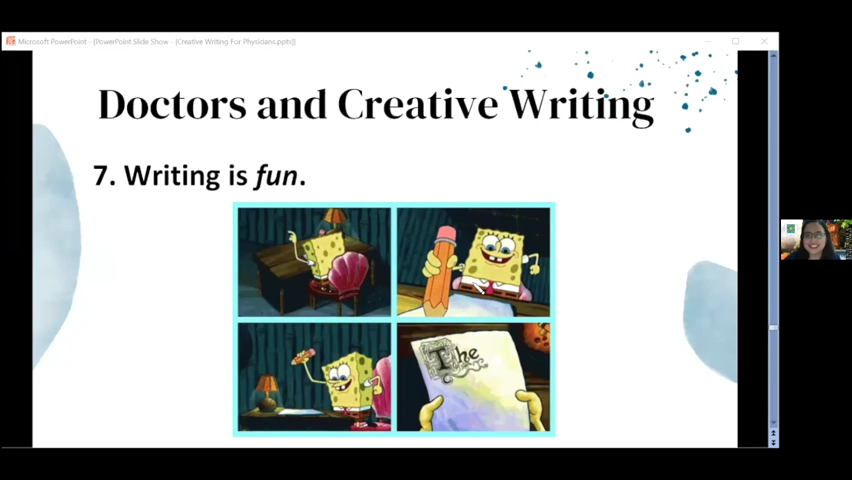 Microsoft PowerPoint - [PowerPoint Slide Show - [Creative Writing For Physicians.pptx]]
Doctors and Creative Writing
7. Writing is fun.
The